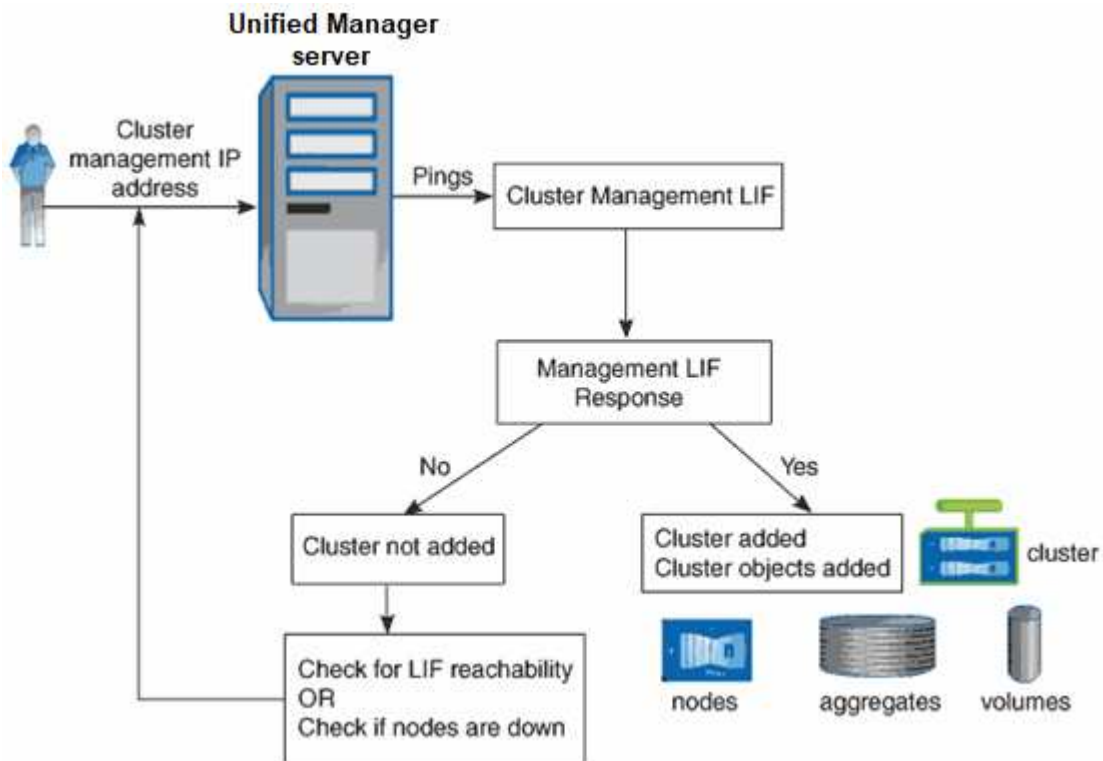 Unified Manager
server
Cluster
management IP
address
Pings
Cluster Management LIF
Management LIF
Response
No
Yes
Cluster not added
Cluster added
Cluster objects added
cluster
Check for LIF reachability
OR
Check if nodes are down
nodes
aggregates
volumes